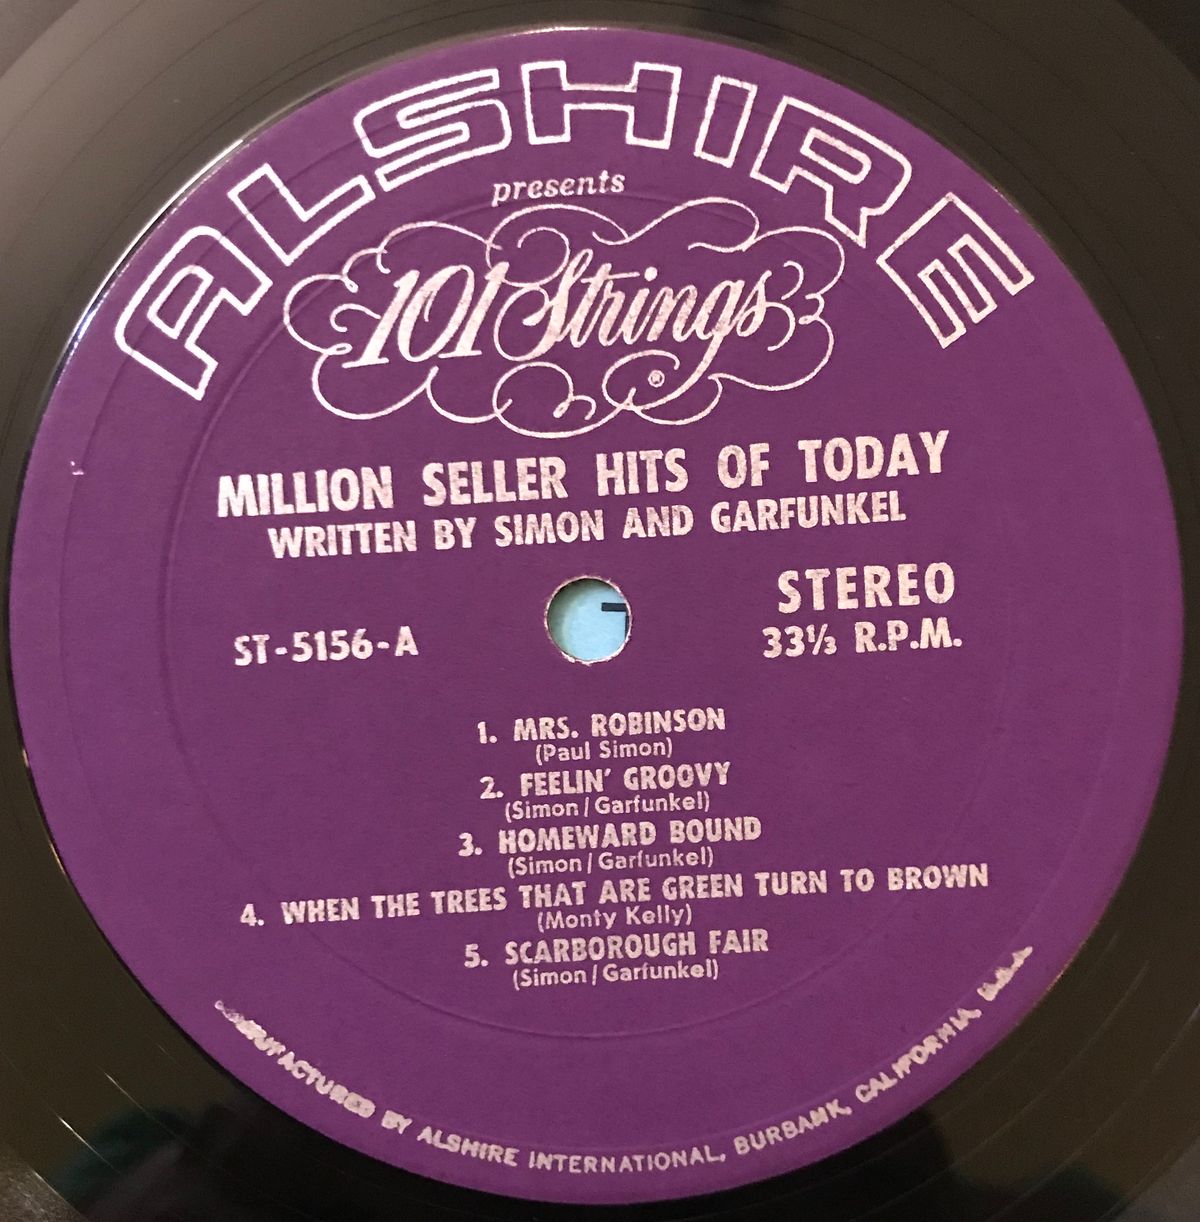 ALSHIRE
presents
101 Strings ®
MILLION SELLER HITS OF TODAY
WRITTEN BY SIMON AND GARFUNKEL
STEREO
ST-5156-A
33⅓ R.P.M.
1. MRS. ROBINSON
(Paul Simon)
2. FEELIN' GROOVY
(Simon/Garfunkel)
3. HOMEWARD BOUND
(Simon/Garfunkel)
4. WHEN THE TREES THAT ARE GREEN TURN TO BROWN
(Monty Kelly)
5. SCARBOROUGH FAIR
(Simon/Garfunkel)
MANUFACTURED BY ALSHIRE INTERNATIONAL, BURBANK, CALIFORNIA,